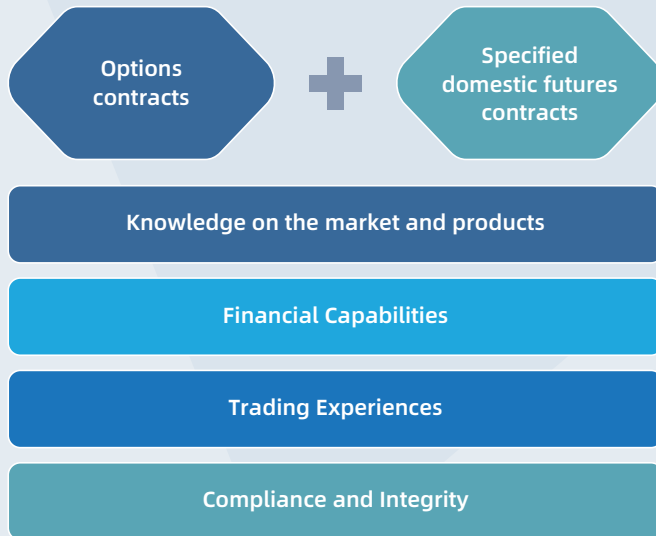 Options
contracts
Specified
domestic futures
contracts
Knowledge on the market and products
Financial Capabilities
Trading Experiences
Compliance and Integrity